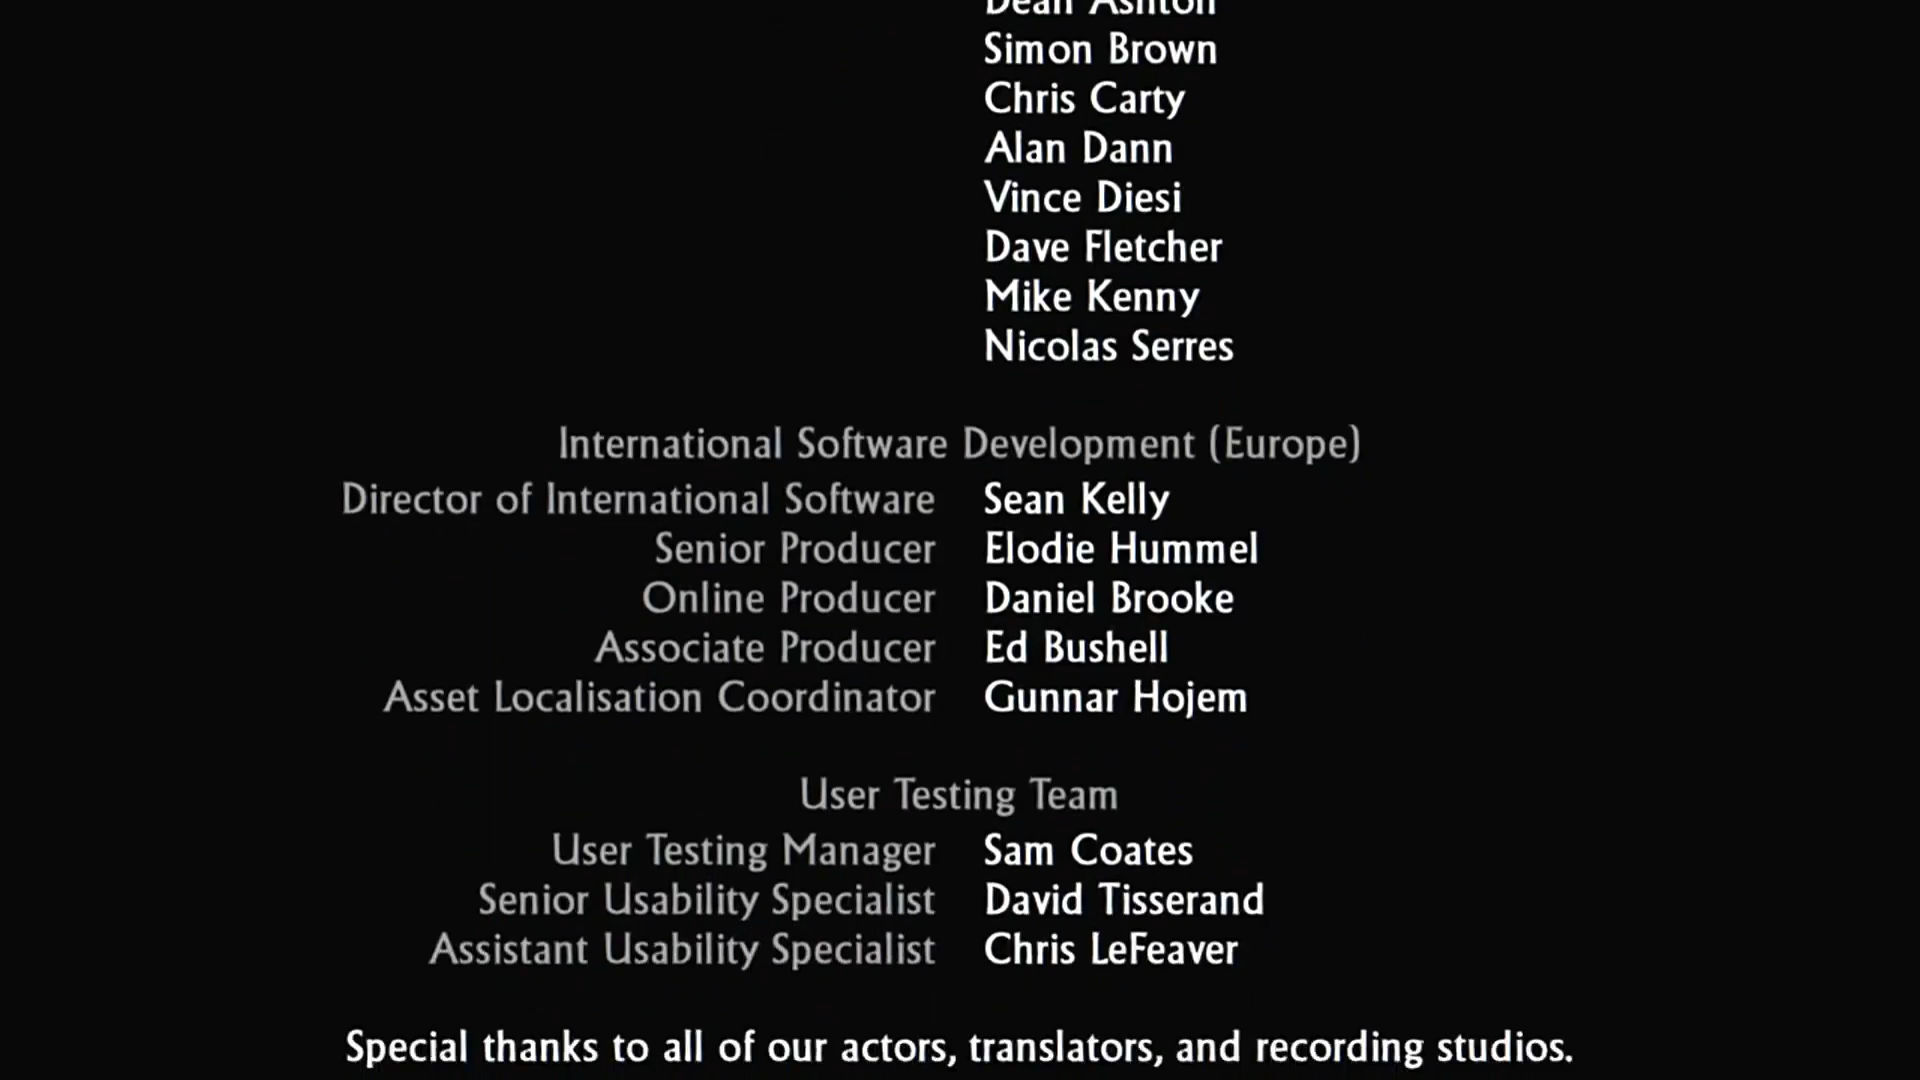 Dean Ashton
Simon Brown
Chris Carty
Alan Dann
Vince Diesi
Dave Fletcher
Mike Kenny
Nicolas Serres
International Software Development (Europe)
Director of International Software Sean Kelly
Senior Producer Elodie Hummel
Online Producer Daniel Brooke
Associate Producer Ed Bushell
Asset Localisation Coordinator Gunnar Hojem
User Testing Team
User Testing Manager Sam Coates
Senior Usability Specialist David Tisserand
Assistant Usability Specialist Chris LeFeaver
Special thanks to all of our actors, translators, and recording studios.